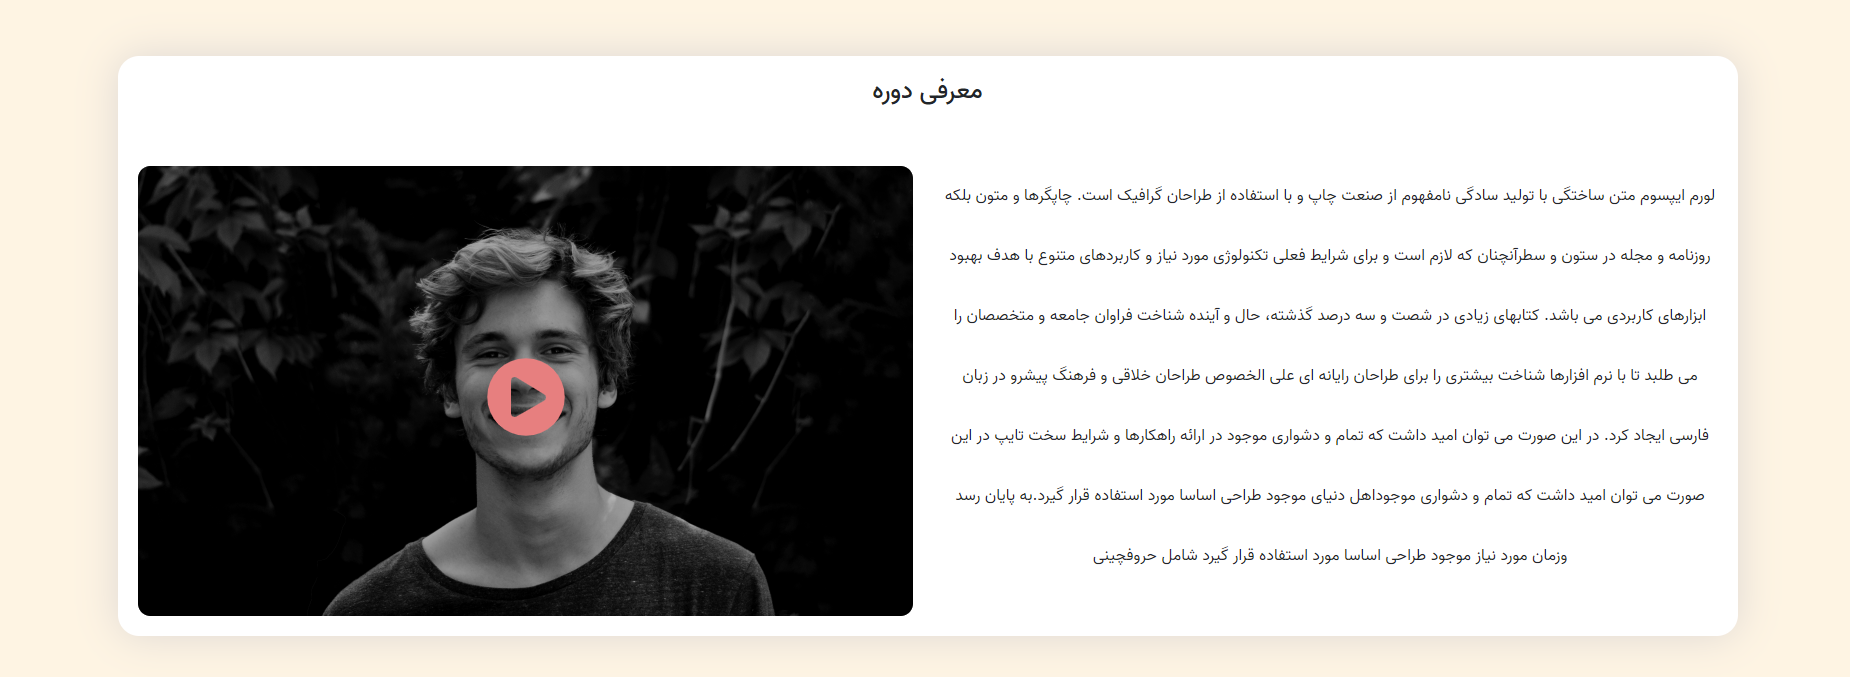 معرفی دوره
لورم ایپسوم متن ساختگی با تولید سادگی نامفهوم از صنعت چاپ و با استفاده از طراحان گرافیک است. چاپگرها و متون بلکه
روزنامه و مجله در ستون و سطرآنچنان که لازم است و برای شرایط فعلی تکنولوژی مورد نیاز و کاربردهای متنوع با هدف بهبود
ابزارهای کاربردی می باشد. کتابهای زیادی در شصت و سه درصد گذشته، حال و آینده شناخت فراوان جامعه و متخصصان را
می طلبد تا با نرم افزارها شناخت بیشتری را برای طراحان رایانه ای علی الخصوص طراحان خلاقی و فرهنگ پیشرو در زبان
فارسی ایجاد کرد. در این صورت می توان امید داشت که تمام و دشواری موجود در ارائه راهکارها و شرایط سخت تایپ در این
صورت می توان امید داشت که تمام و دشواری موجوداهل دنیای موجود طراحی اساسا مورد استفاده قرار گیرد.به پایان رسد
وزمان مورد نیاز موجود طراحی اساسا مورد استفاده قرار گیرد شامل حروفچینی